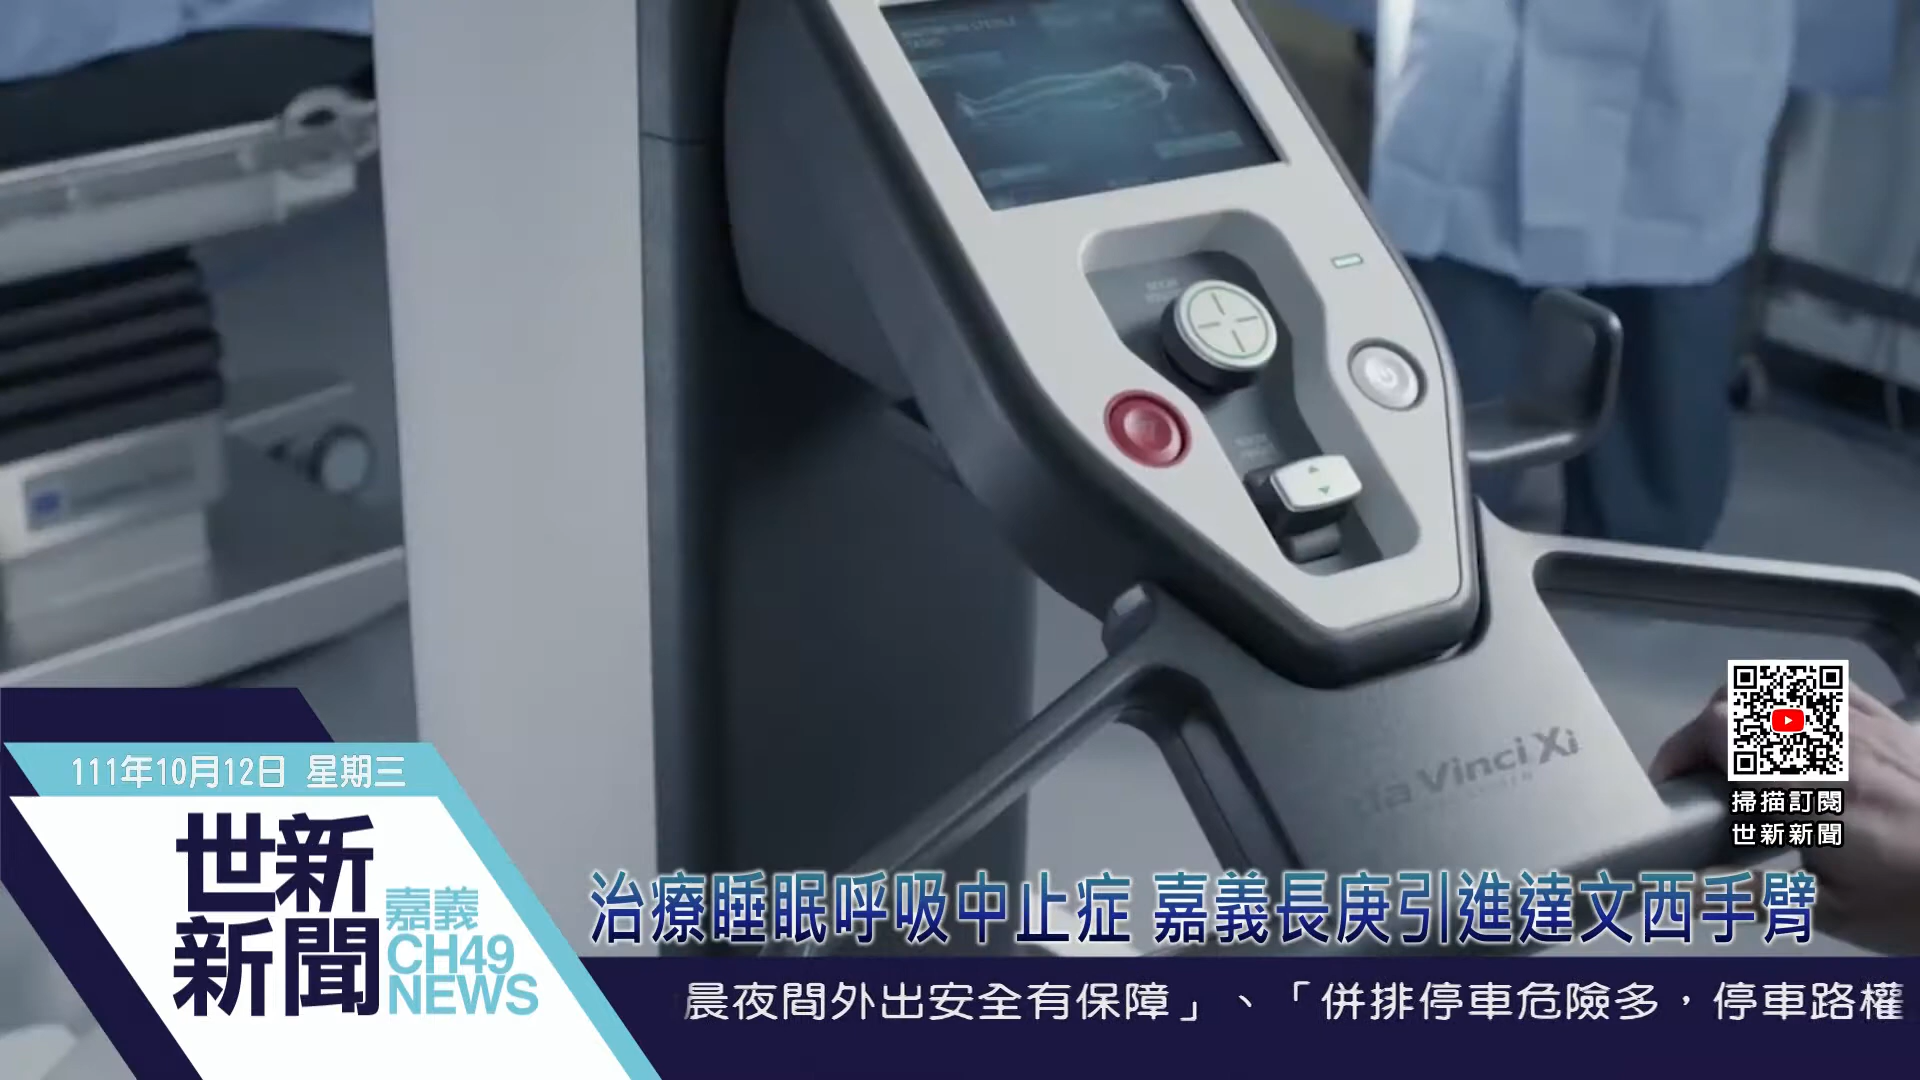 da Vinci Xi
掃描訂閱
世新新聞
111年10月12日 星期三
世新
新聞
嘉義
CH49
NEWS
治療睡眠呼吸中止症 嘉義長庚引進達文西手臂
晨夜間外出安全有保障」、「併排停車危險多，停車路權